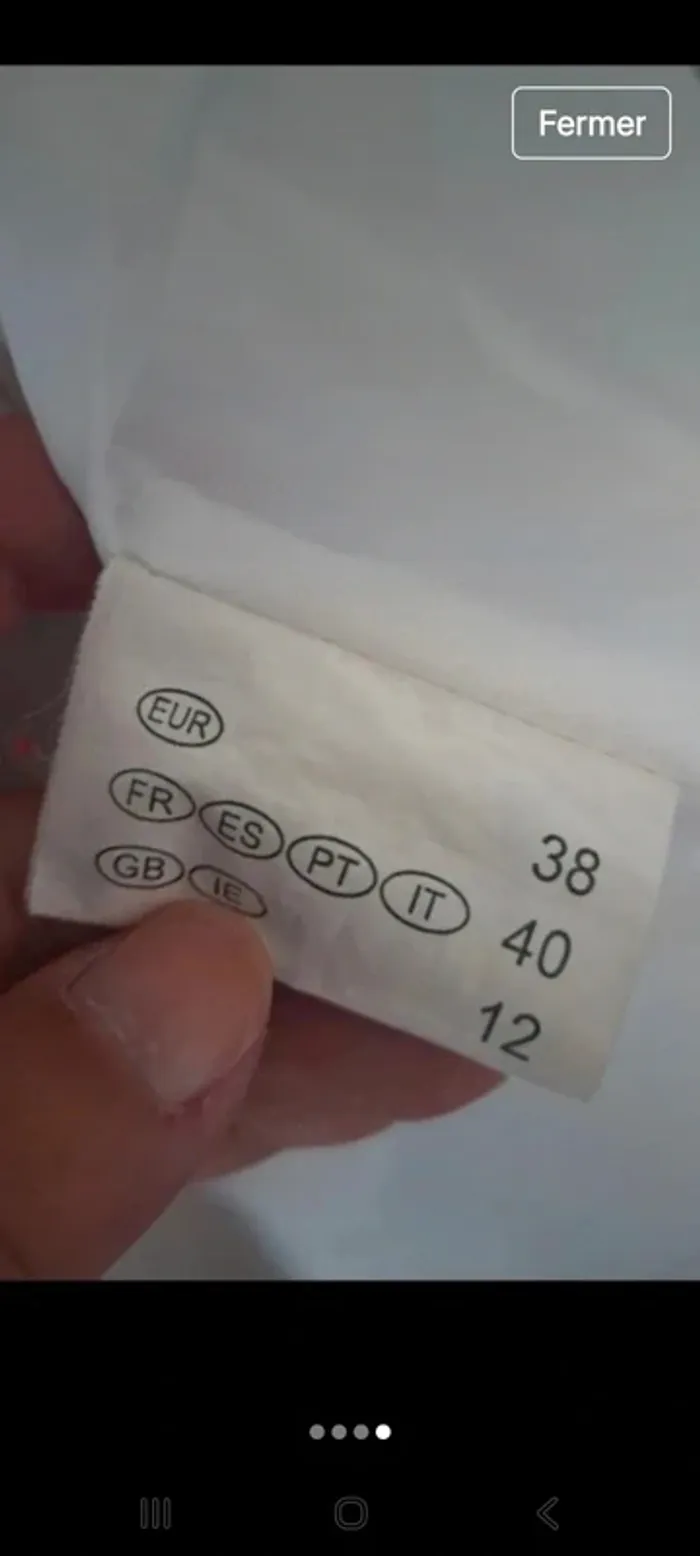 Fermer
EUR 38
FR ES PT IT 40
GB IE 12